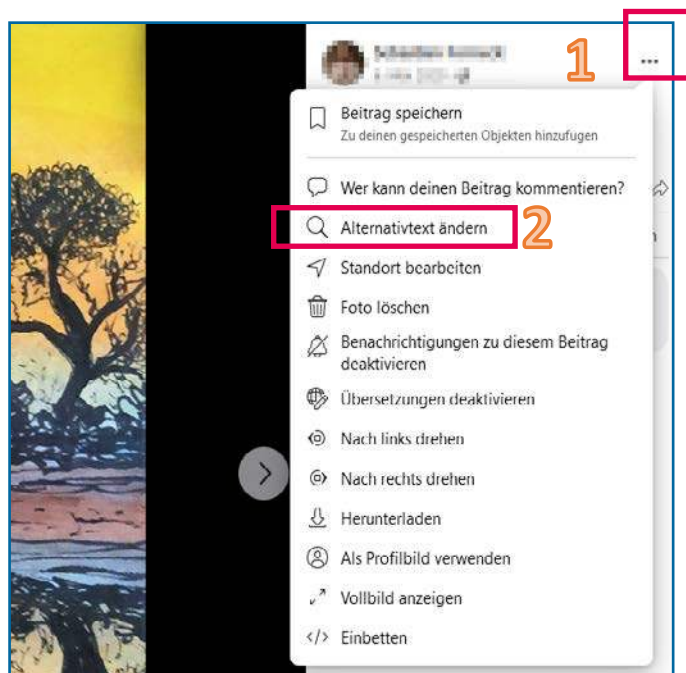 1
...
Beitrag speichern
Zu deinen gespeicherten Objekten hinzufügen
Wer kann deinen Beitrag kommentieren?
Alternativtext ändern
2
Standort bearbeiten
Foto löschen
Benachrichtigungen zu diesem Beitrag
deaktivieren
Übersetzungen deaktivieren
Nach links drehen
Nach rechts drehen
Herunterladen
Als Profilbild verwenden
Vollbild anzeigen
</> Einbetten